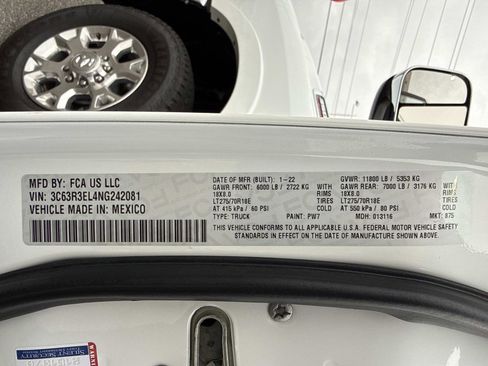 MFD BY: FCA US LLC
VIN: 3C63R3EL4NG242081
VEHICLE MADE IN: MEXICO
DATE OF MFR (BUILT): 1-22
GAWR FRONT: 6000 LB / 2722 KG
18X8.0 RIMS
LT275/70R18E TIRES
AT 415 kPa / 60 PSI
TYPE: TRUCK PAINT: PW7
GVWR: 11800 LB / 5353 KG
GAWR REAR: 7000 LB / 3176 KG
18X8.0 RIMS
LT275/70R18E TIRES
AT 550 kPa / 80 PSI
MDH: 013116 MKT: 875
THIS VEHICLE CONFORMS TO ALL APPLICABLE U.S.A. FEDERAL MOTOR VEHICLE SAFETY
STANDARDS IN EFFECT ON THE DATE OF MANUFACTURE SHOWN ABOVE
SILENT SECURITY